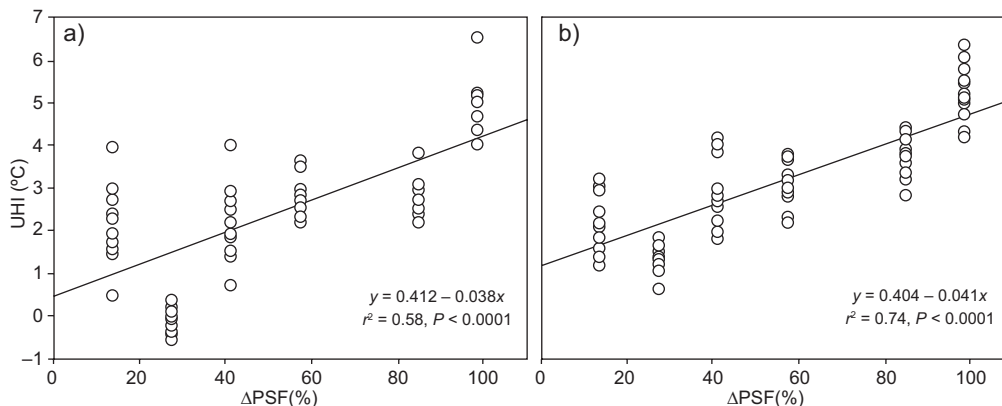 7
6
5
4
3
2
1
0
–1
UHI (ºC)
a)
y = 0.412 – 0.038x
r² = 0.58, P < 0.0001
0 20 40 60 80 100
ΔPSF(%)
b)
y = 0.404 – 0.041x
r² = 0.74, P < 0.0001
0 20 40 60 80 100
ΔPSF(%)